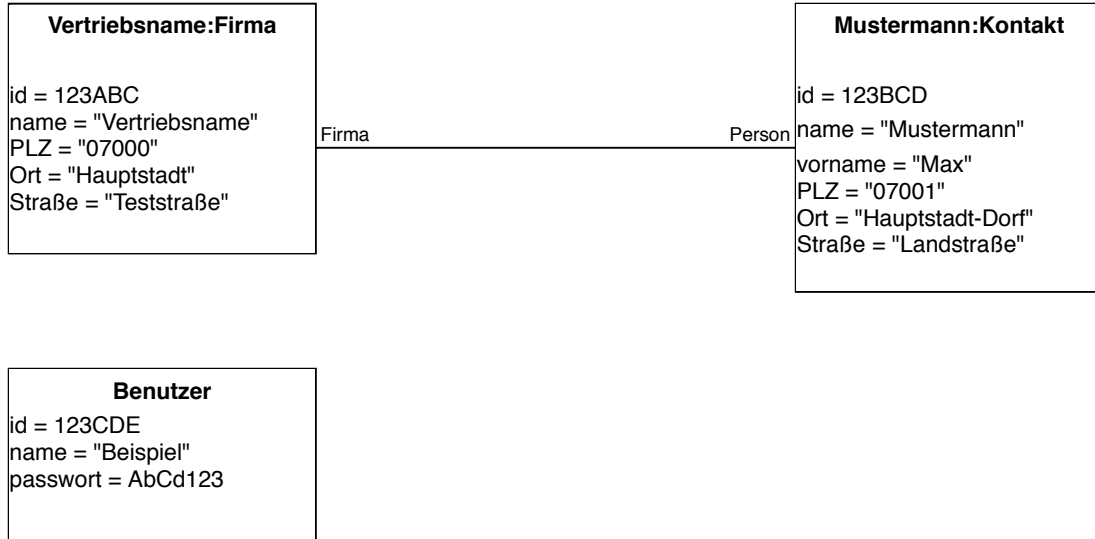 Vertriebsname:Firma
id = 123ABC
name = "Vertriebsname"
PLZ = "07000"
Ort = "Hauptstadt"
Straße = "Teststraße"
Firma
Person
Mustermann:Kontakt
id = 123BCD
name = "Mustermann"
vorname = "Max"
PLZ = "07001"
Ort = "Hauptstadt-Dorf"
Straße = "Landstraße"
Benutzer
id = 123CDE
name = "Beispiel"
passwort = AbCd123